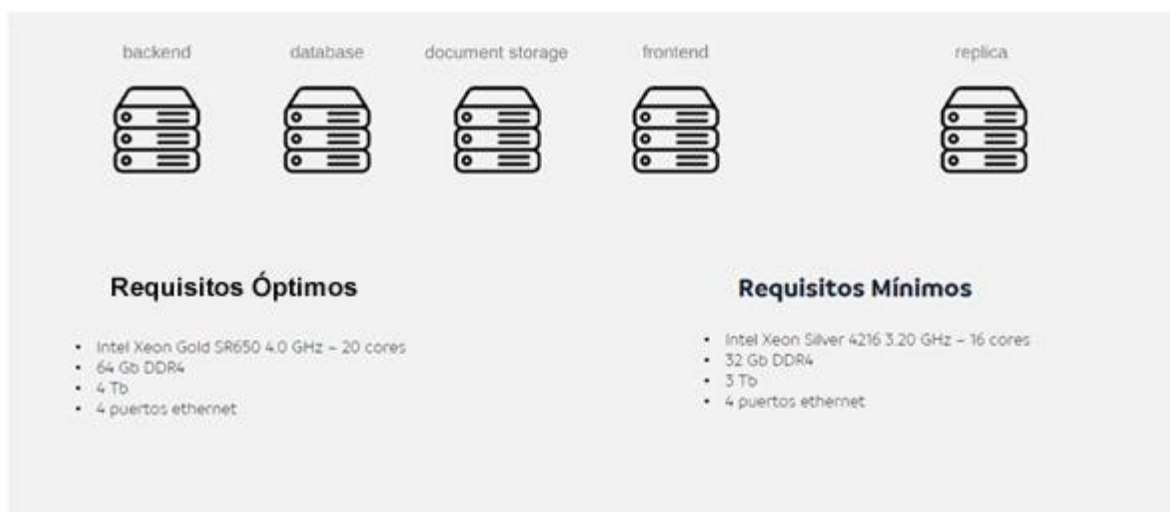 backend
database
document storage
frontend
replica
Requisitos Óptimos
• Intel Xeon Gold SR650 4.0 GHz – 20 cores
• 64 Gb DDR4
• 4 Tb
• 4 puertos ethernet
Requisitos Mínimos
• Intel Xeon Silver 4216 3.20 GHz – 16 cores
• 32 Gb DDR4
• 3 Tb
• 4 puertos ethernet